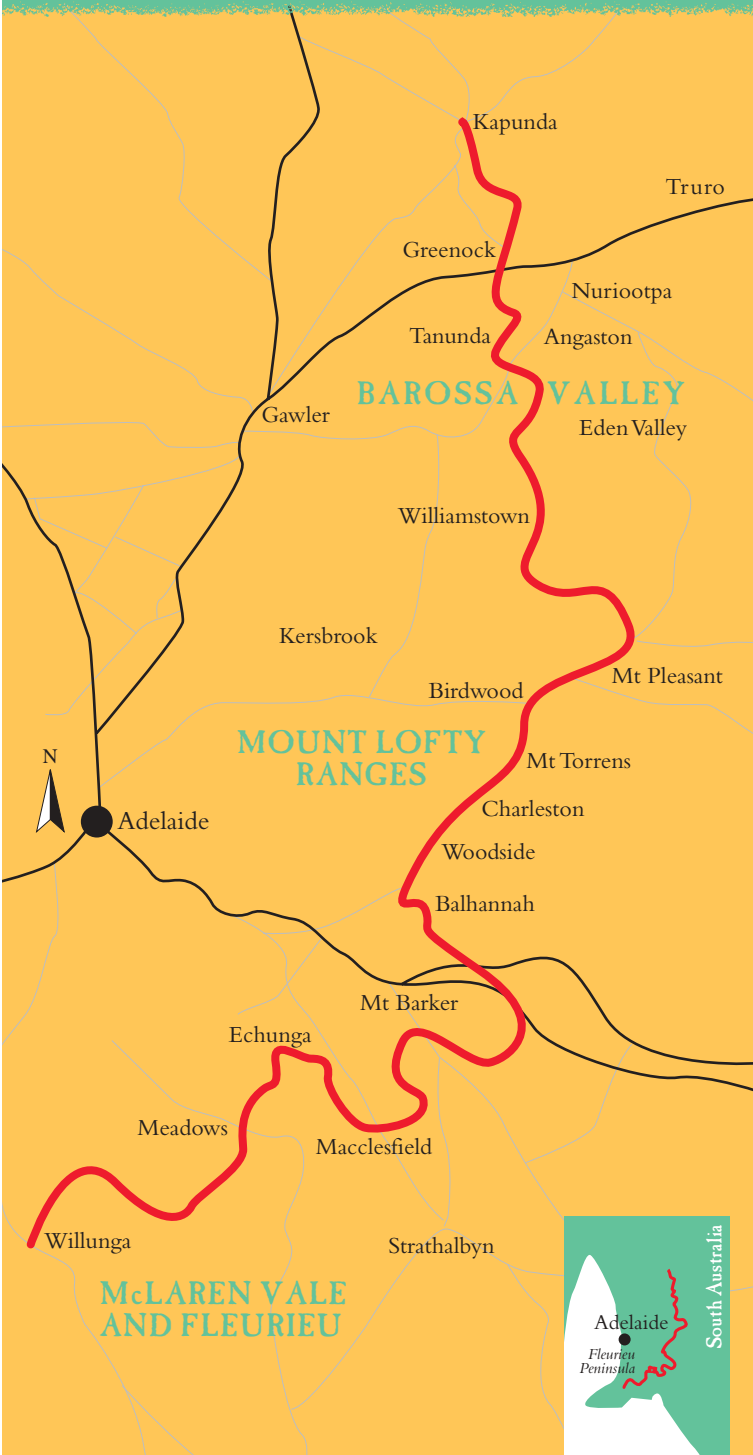 Kapunda
Truro
Greenock
Nuriootpa
Tanunda
Angaston
BAROSSA VALLEY
Gawler
Eden Valley
Williamstown
Kersbrook
Mt Pleasant
Birdwood
MOUNT LOFTY
RANGES
N
Mt Torrens
Charleston
Adelaide
Woodside
Balhannah
Mt Barker
Echunga
Meadows
Macclesfield
Willunga
Strathalbyn
McLAREN VALE
AND FLEURIEU
South Australia
Adelaide
Fleurieu
Peninsula